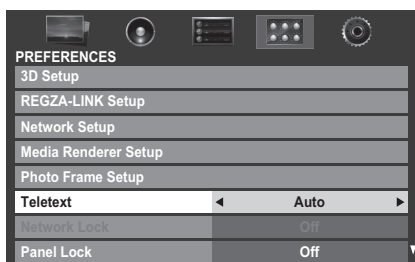 PREFERENCES
3D Setup
REGZA-LINK Setup
Network Setup
Media Renderer Setup
Photo Frame Setup
Teletext ◀ Auto ▶
Network Lock Off
Panel Lock Off